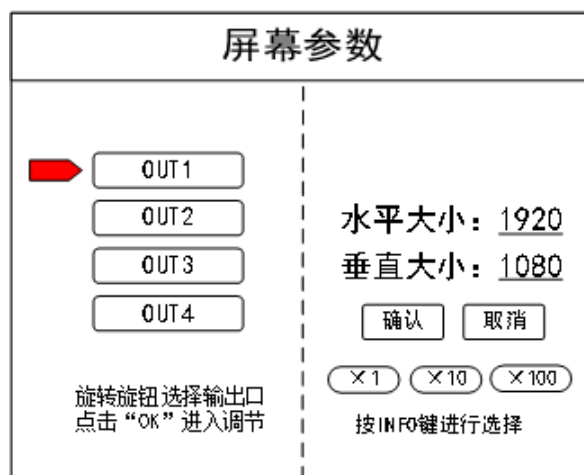 屏幕参数
OUT1
OUT2
OUT3
OUT4
旋转旋钮选择输出口
点击“OK”进入调节
水平大小：1920
垂直大小：1080
确认 取消
×1 ×10 ×100
按INFO键进行选择